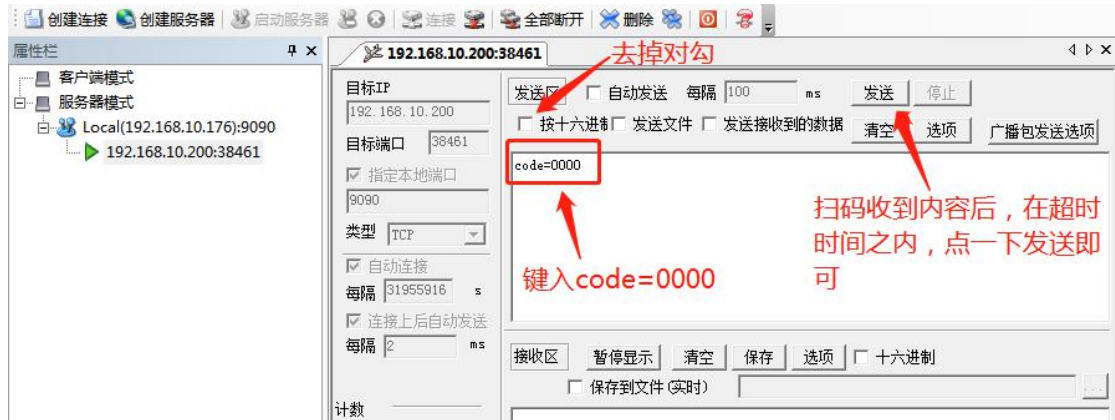 创建连接 创建服务器 启动服务器 连接 全部断开 删除
属性栏
客户端模式
服务器模式
Local(192.168.10.176):9090
192.168.10.200:38461
192.168.10.200:38461
去掉对勾
目标IP
192.168.10.200
目标端口 38461
指定本地端口
9090
类型 TCP
自动连接
每隔 31955916 s
连接上后自动发送
每隔 2 ms
计数
发送区 自动发送 每隔 100 ms 发送 停止
按十六进制 发送文件 发送接收到的数据 清空 选项 广播包发送选项
code=0000
键入code=0000
扫码收到内容后，在超时
时间之内，点一下发送即
可
接收区 暂停显示 清空 保存 选项 十六进制
保存到文件(实时) ...